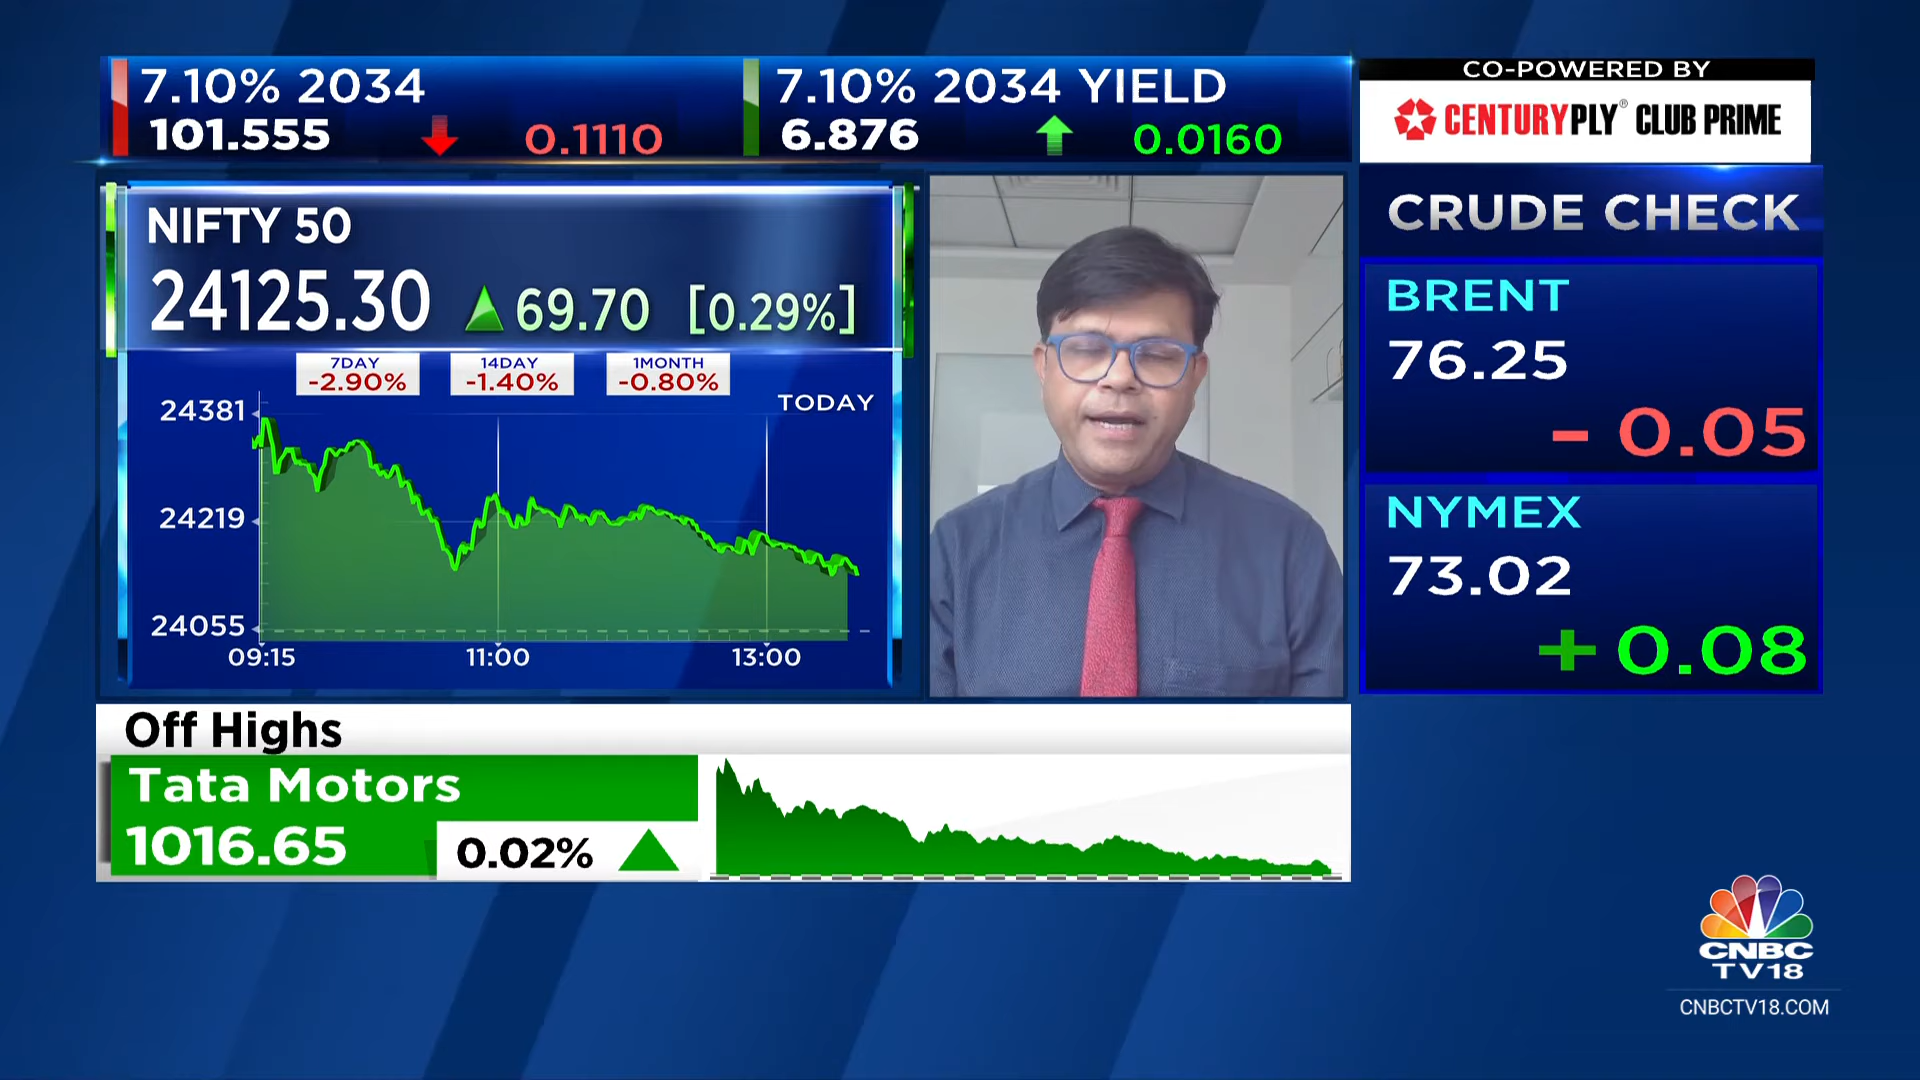 7.10% 2034
101.555 0.1110
7.10% 2034 YIELD
6.876 0.0160
CO-POWERED BY
CENTURYPLY® CLUB PRIME
NIFTY 50
24125.30 69.70 [0.29%]
7DAY
-2.90%
14DAY
-1.40%
1MONTH
-0.80%
TODAY
24381
24219
24055
09:15 11:00 13:00
CRUDE CHECK
BRENT
76.25
- 0.05
NYMEX
73.02
+ 0.08
Off Highs
Tata Motors
1016.65 0.02%
CNBC
TV18
CNBCTV18.COM